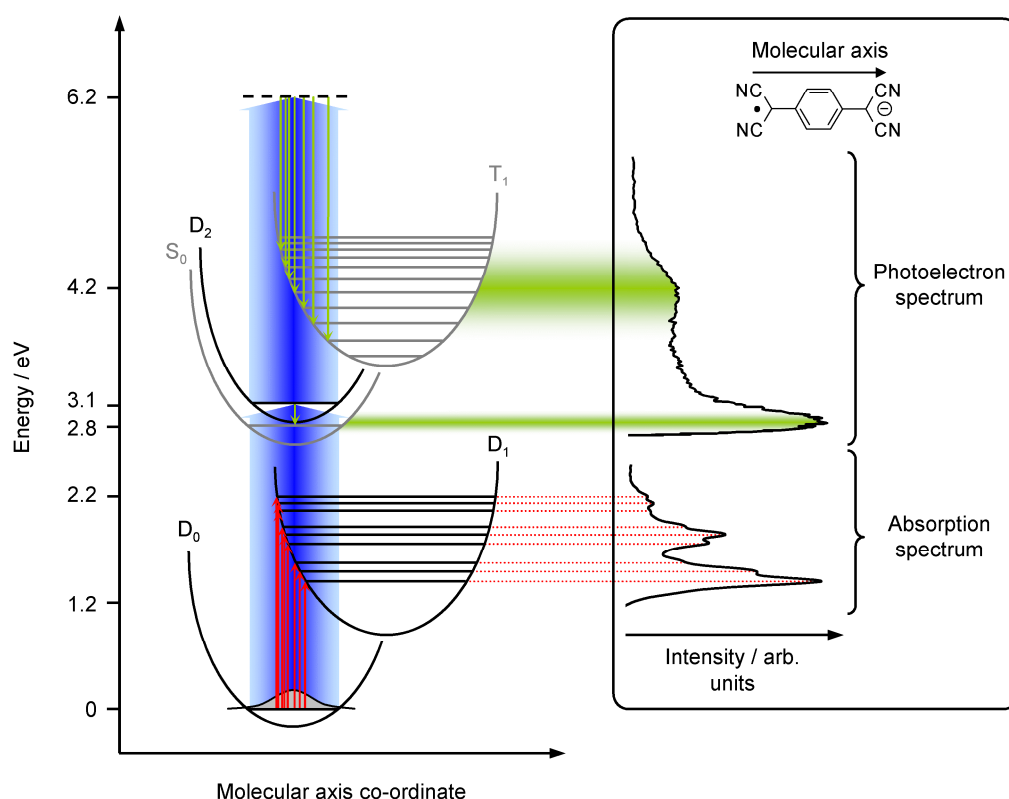 Molecular axis
NC
CN
NC
CN
6.2
T₁
D₂
S₀
Photoelectron
spectrum
4.2
Energy / eV
3.1
2.8
D₁
2.2
D₀
Absorption
spectrum
1.2
Intensity / arb.
units
0
Molecular axis co-ordinate